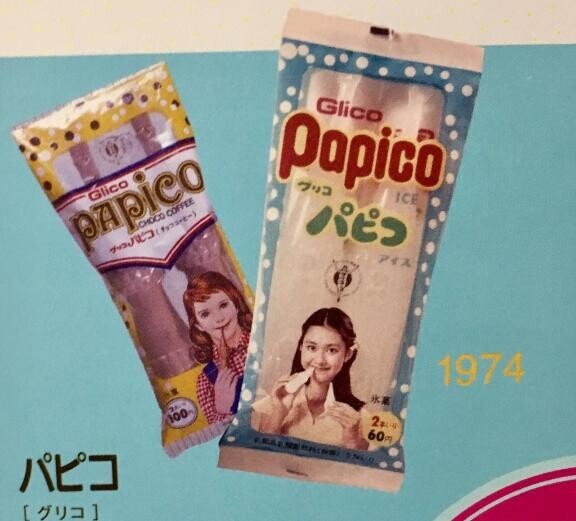 Glico
PAPICO
CHOCO COFFEE
グリコパピコ(チョココーヒー)
100円
Glico
Papico
ICE
グリコ
パピコ
アイス
氷菓
2本入り
60円
1974
パピコ
[ グリコ ]